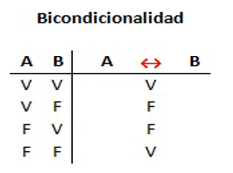 Bicondicionalidad
A B A ↔ B
V V V
V F F
F V F
F F V